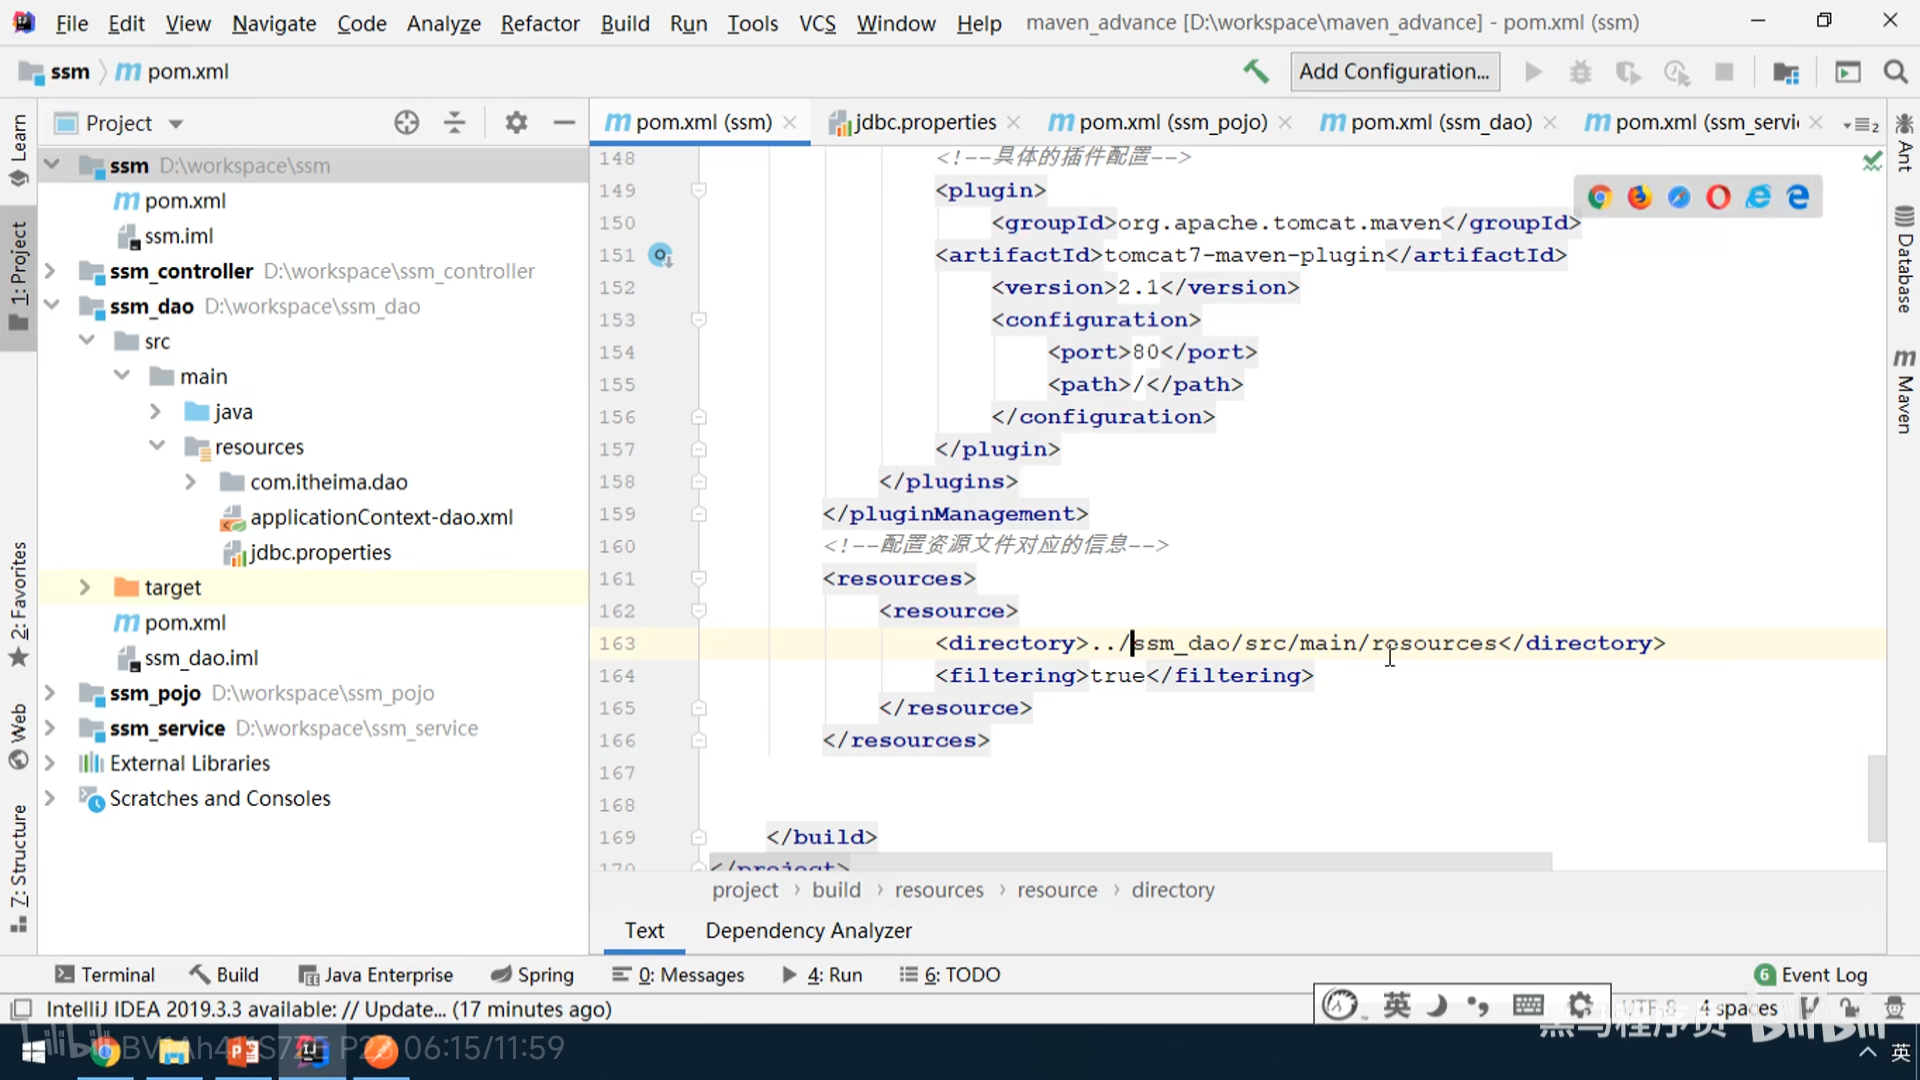 File Edit View Navigate Code Analyze Refactor Build Run Tools VCS Window Help maven_advance [D:\workspace\maven_advance] - pom.xml (ssm)
ssm pom.xml Add Configuration...
Project
pom.xml (ssm) jdbc.properties pom.xml (ssm_pojo) pom.xml (ssm_dao) pom.xml (ssm_servi
Learn
1: Project
2: Favorites
Web
7: Structure
ssm D:\workspace\ssm
pom.xml
ssm.iml
ssm_controller D:\workspace\ssm_controller
ssm_dao D:\workspace\ssm_dao
src
main
java
resources
com.itheima.dao
applicationContext-dao.xml
jdbc.properties
target
pom.xml
ssm_dao.iml
ssm_pojo D:\workspace\ssm_pojo
ssm_service D:\workspace\ssm_service
External Libraries
Scratches and Consoles
148 <!--具体的插件配置-->
149 <plugin>
150 <groupId>org.apache.tomcat.maven</groupId>
151 <artifactId>tomcat7-maven-plugin</artifactId>
152 <version>2.1</version>
153 <configuration>
154 <port>80</port>
155 <path>/</path>
156 </configuration>
157 </plugin>
158 </plugins>
159 </pluginManagement>
160 <!--配置资源文件对应的信息-->
161 <resources>
162 <resource>
163 <directory>../ssm_dao/src/main/resources</directory>
164 <filtering>true</filtering>
165 </resource>
166 </resources>
167
168
169 </build>
170 </project>
Ant
Database
Maven
project › build › resources › resource › directory
Text Dependency Analyzer
Terminal Build Java Enterprise Spring 0: Messages 4: Run 6: TODO 6 Event Log
IntelliJ IDEA 2019.3.3 available: // Update... (17 minutes ago) 英 UTF-8 4 spaces
黑马程序员 bilibili
06:15/11:59
英